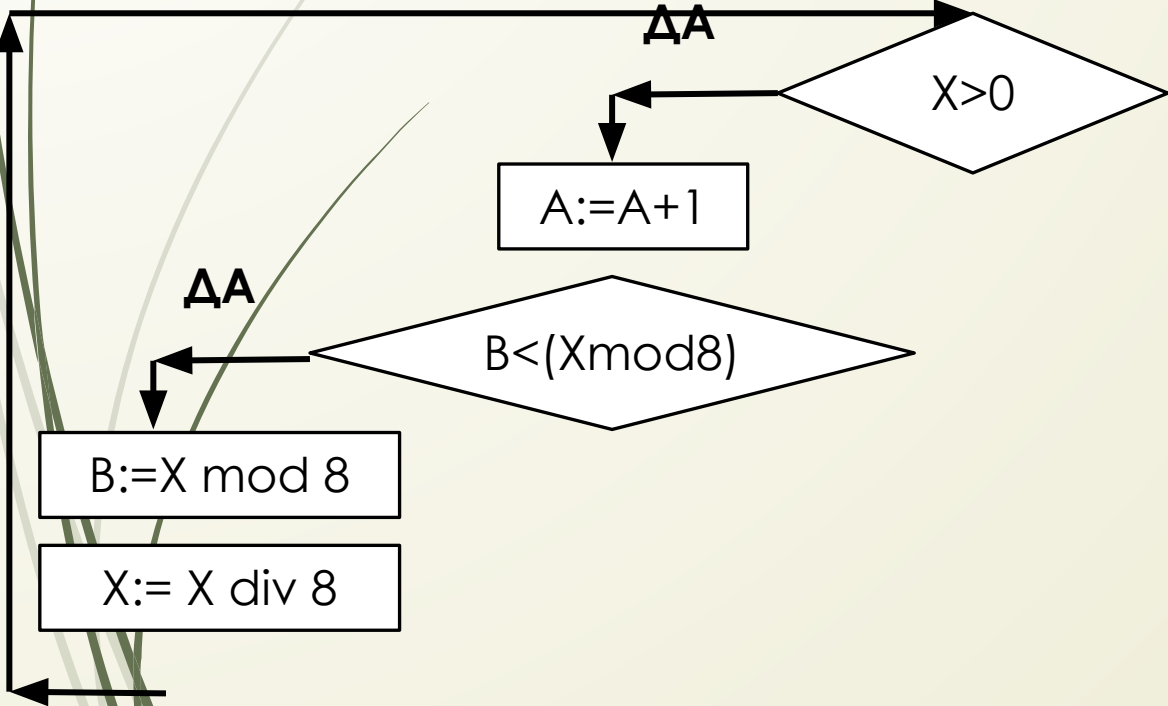 ДА
X>0
A:=A+1
ДА
B<(Xmod8)
B:=X mod 8
X:= X div 8